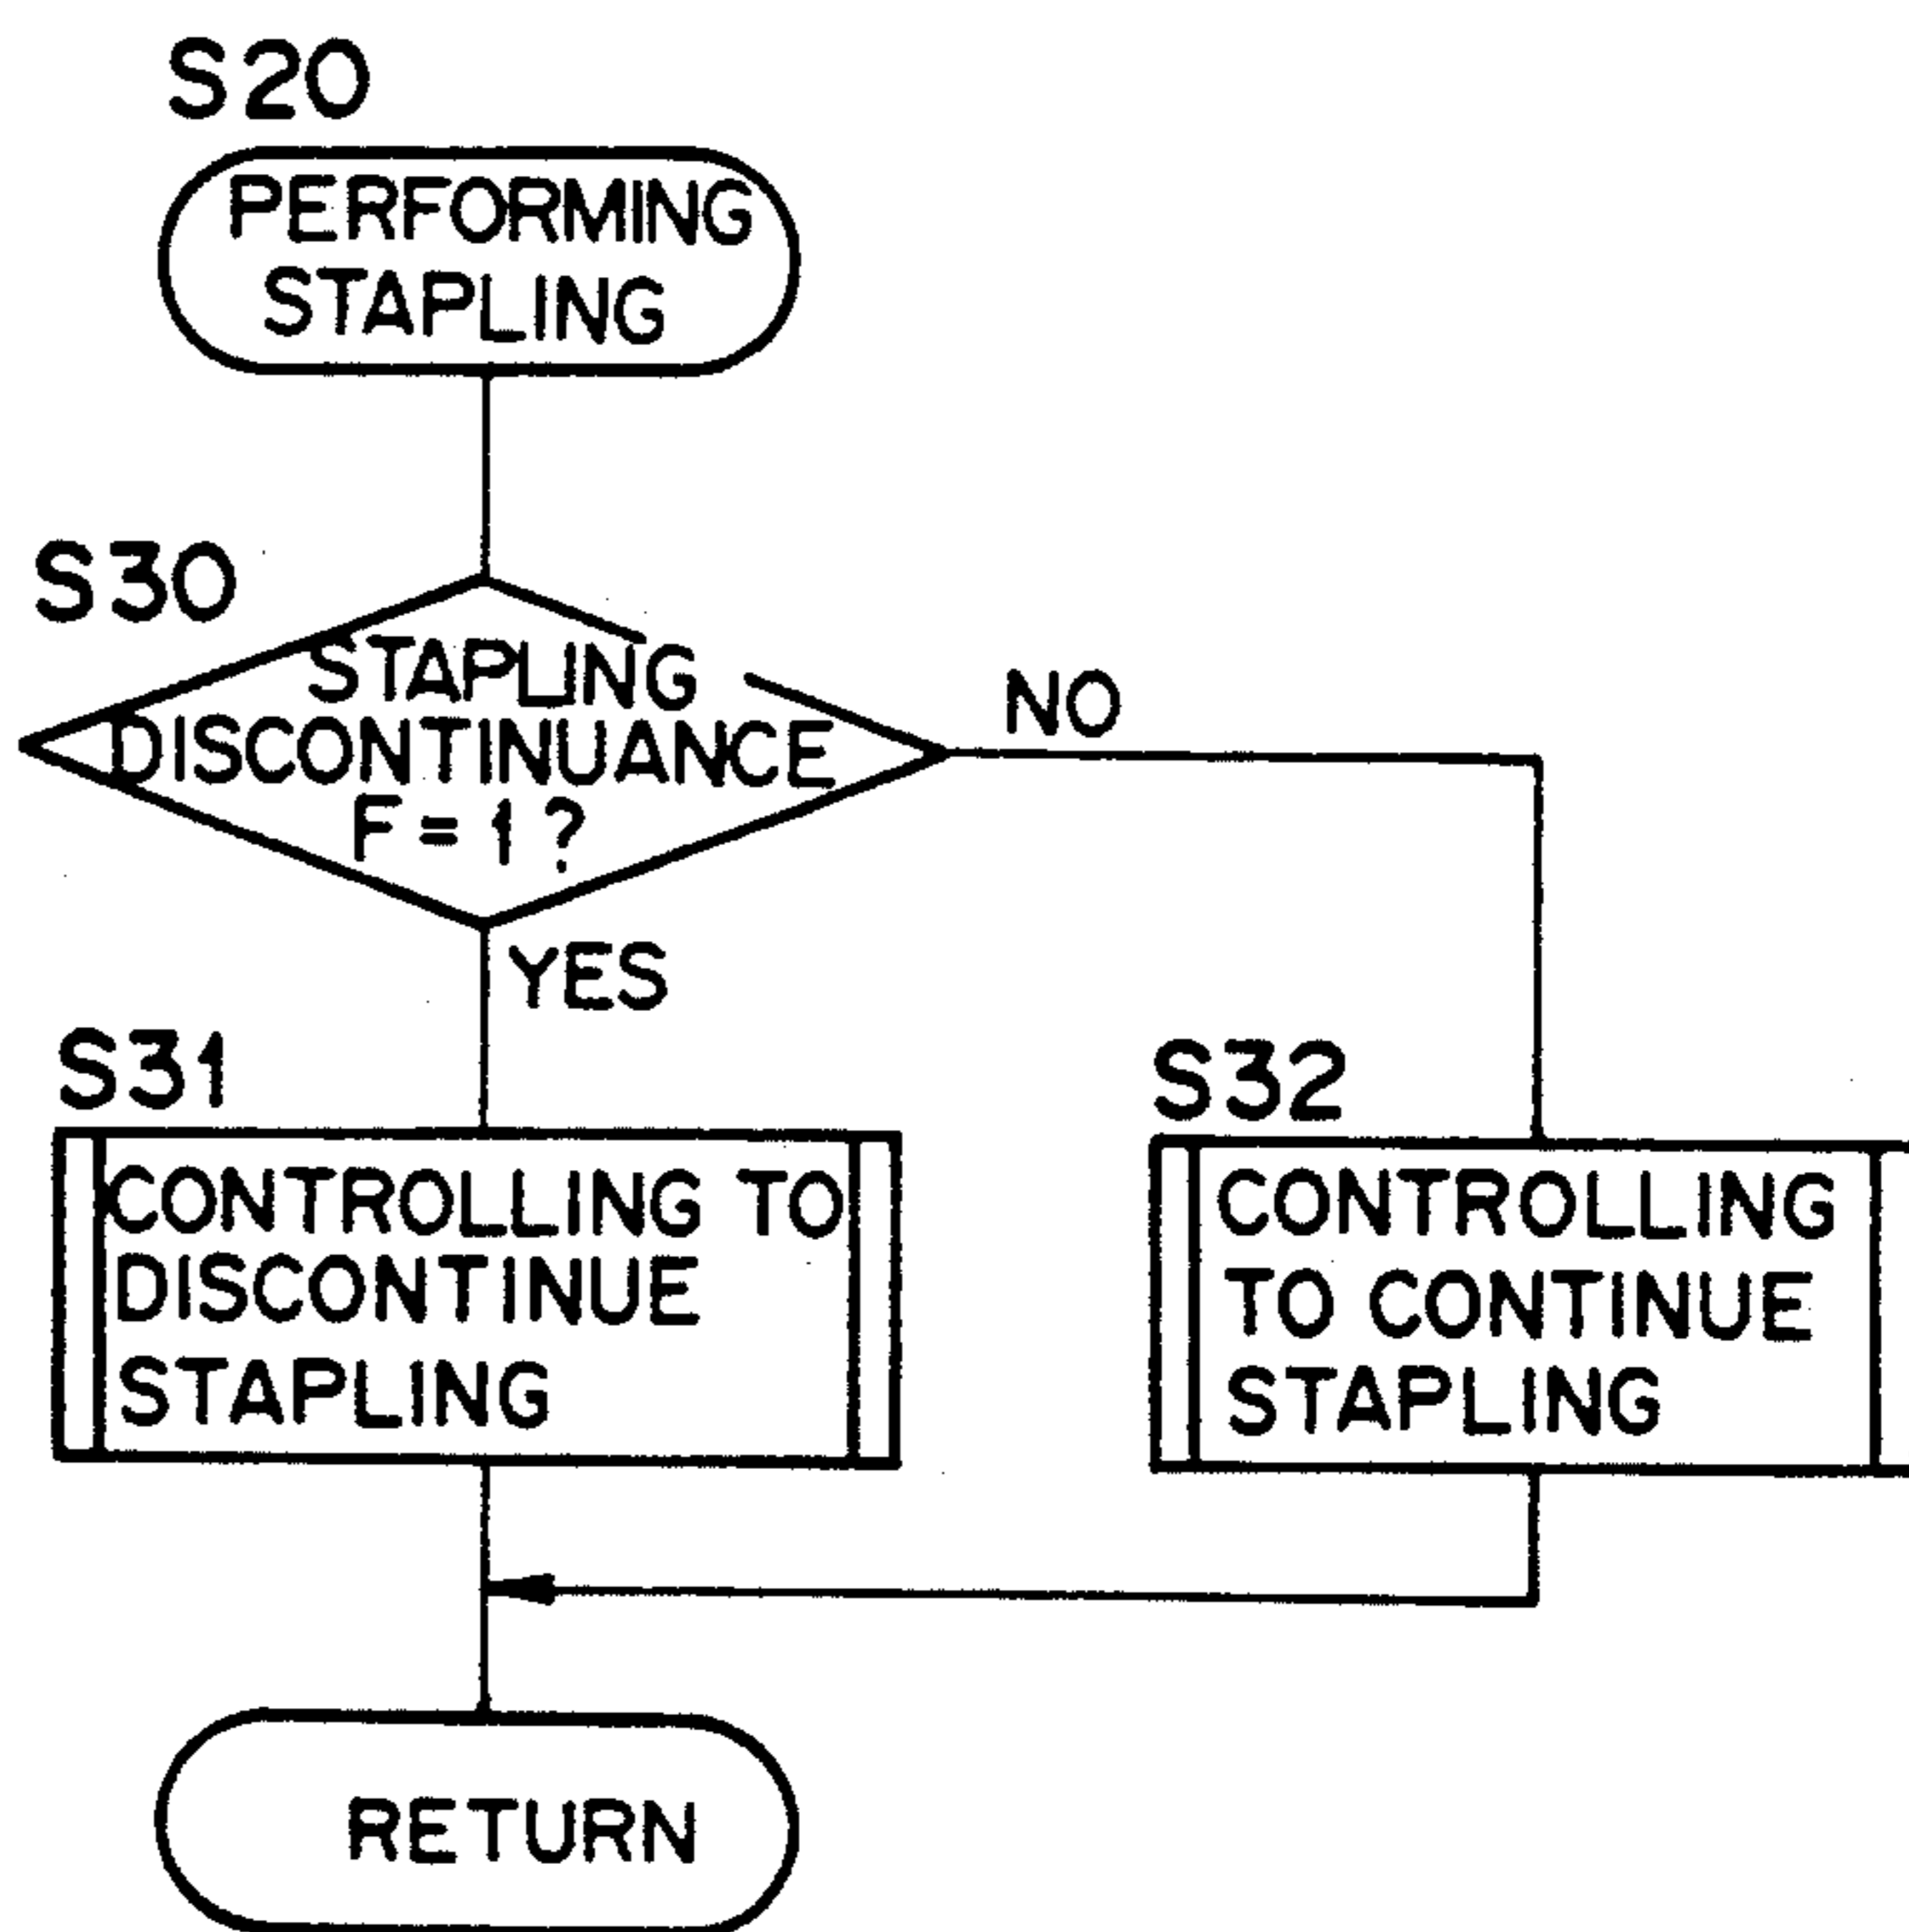 S20
PERFORMING
STAPLING
S30
STAPLING
DISCONTINUANCE
F=1?
NO
YES
S31
CONTROLLING TO
DISCONTINUE
STAPLING
S32
CONTROLLING
TO CONTINUE
STAPLING
RETURN